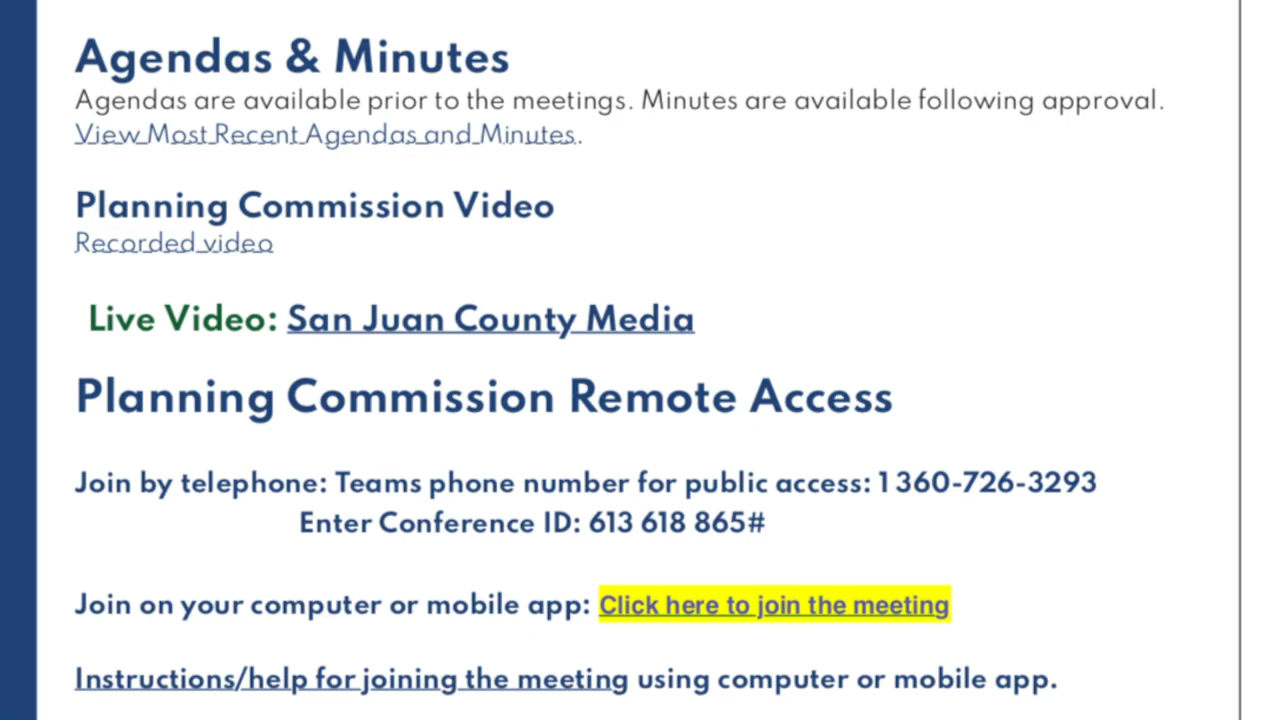 Agendas & Minutes
Agendas are available prior to the meetings. Minutes are available following approval.
View Most Recent Agendas and Minutes.
Planning Commission Video
Recorded video
Live Video: San Juan County Media
Planning Commission Remote Access
Join by telephone: Teams phone number for public access: 1 360-726-3293
Enter Conference ID: 613 618 865#
Join on your computer or mobile app: Click here to join the meeting
Instructions/help for joining the meeting using computer or mobile app.